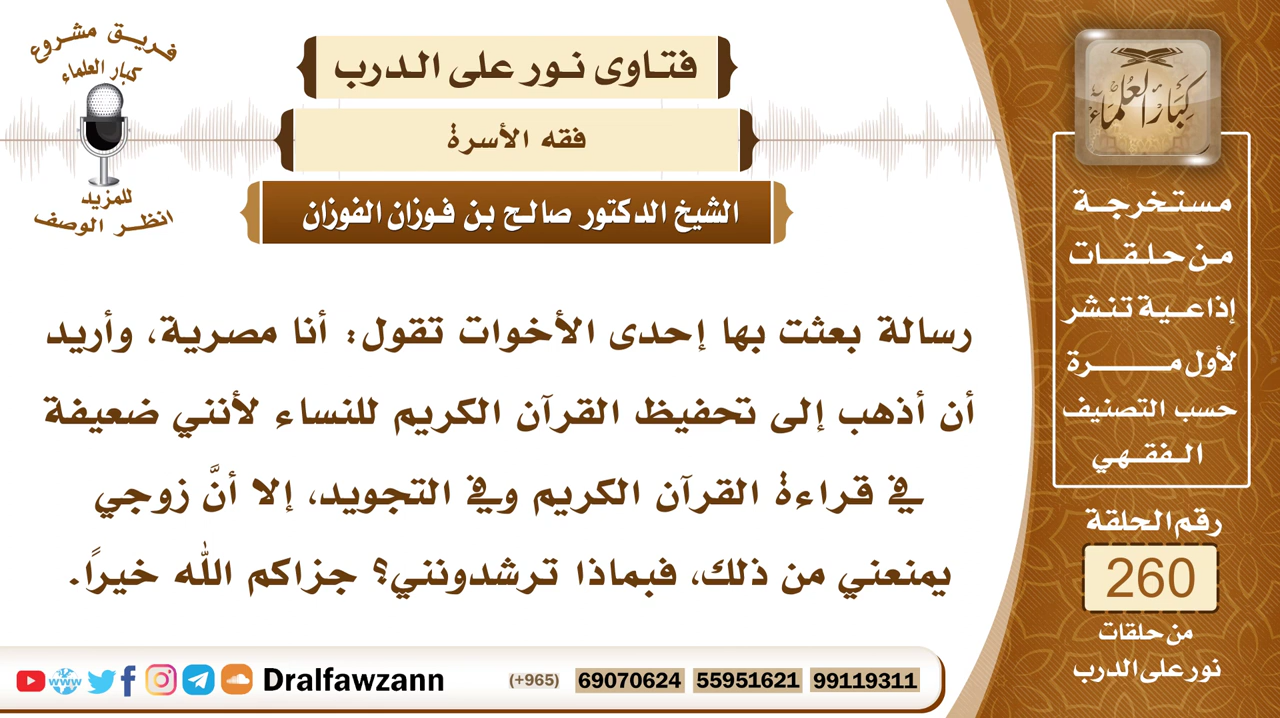 فريق مشروع
كبار العلماء
للمزيد
انظر الوصف
فتاوى نور على الدرب
فقه الأسرة
الشيخ الدكتور صالح بن فوزان الفوزان
رسالة بعثت بها إحدى الأخوات تقول: أنا مصرية، وأريد
أن أذهب إلى تحفيظ القرآن الكريم للنساء لأنني ضعيفة
في قراءة القرآن الكريم وفي التجويد، إلا أنَّ زوجي
يمنعني من ذلك، فبماذا ترشدونني؟ جزاكم الله خيراً.
كِبَارُ العُلَمَاء
مستخرجة
من حلقات
إذاعية تنشر
لأول مرة
حسب التصنيف
الفقهي
رقم الحلقة
260
من حلقات
نور على الدرب
www Dralfawzann (+965) 69070624 55951621 99119311